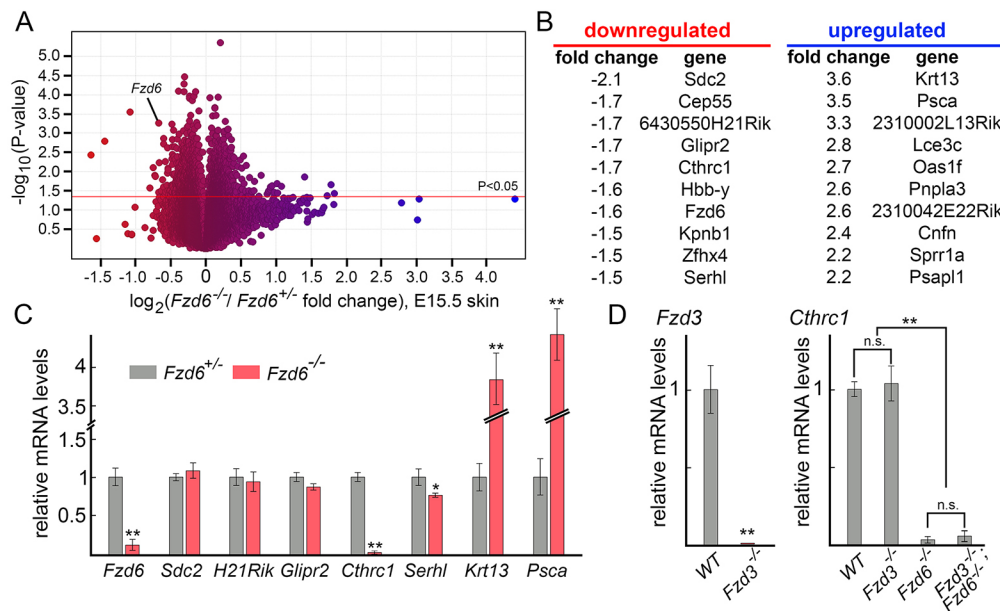 A
5.0
4.5
4.0
3.5
3.0
2.5
2.0
1.5
1.0
0.5
-log10(P-value)
Fzd6
P<0.05
-1.5 -1.0 -0.5 0 0.5 1.0 1.5 2.0 2.5 3.0 3.5 4.0
log2(Fzd6-/-/ Fzd6+/- fold change), E15.5 skin
B
downregulated upregulated
fold change gene fold change gene
-2.1 Sdc2 3.6 Krt13
-1.7 Cep55 3.5 Psca
-1.7 6430550H21Rik 3.3 2310002L13Rik
-1.7 Glipr2 2.8 Lce3c
-1.7 Cthrc1 2.7 Oas1f
-1.6 Hbb-y 2.6 Pnpla3
-1.6 Fzd6 2.6 2310042E22Rik
-1.5 Kpnb1 2.4 Cnfn
-1.5 Zfhx4 2.2 Sprr1a
-1.5 Serhl 2.2 Psapl1
C
relative mRNA levels
4
3.5
1.5
1
0.5
Fzd6+/- Fzd6-/-
** ** * ** **
Fzd6 Sdc2 H21Rik Glipr2 Cthrc1 Serhl Krt13 Psca
D
Fzd3
relative mRNA levels
1
**
WT Fzd3-/-
Cthrc1
relative mRNA levels
1
**
n.s.
n.s.
WT Fzd3-/- Fzd6-/- Fzd3-/-;
Fzd6-/-